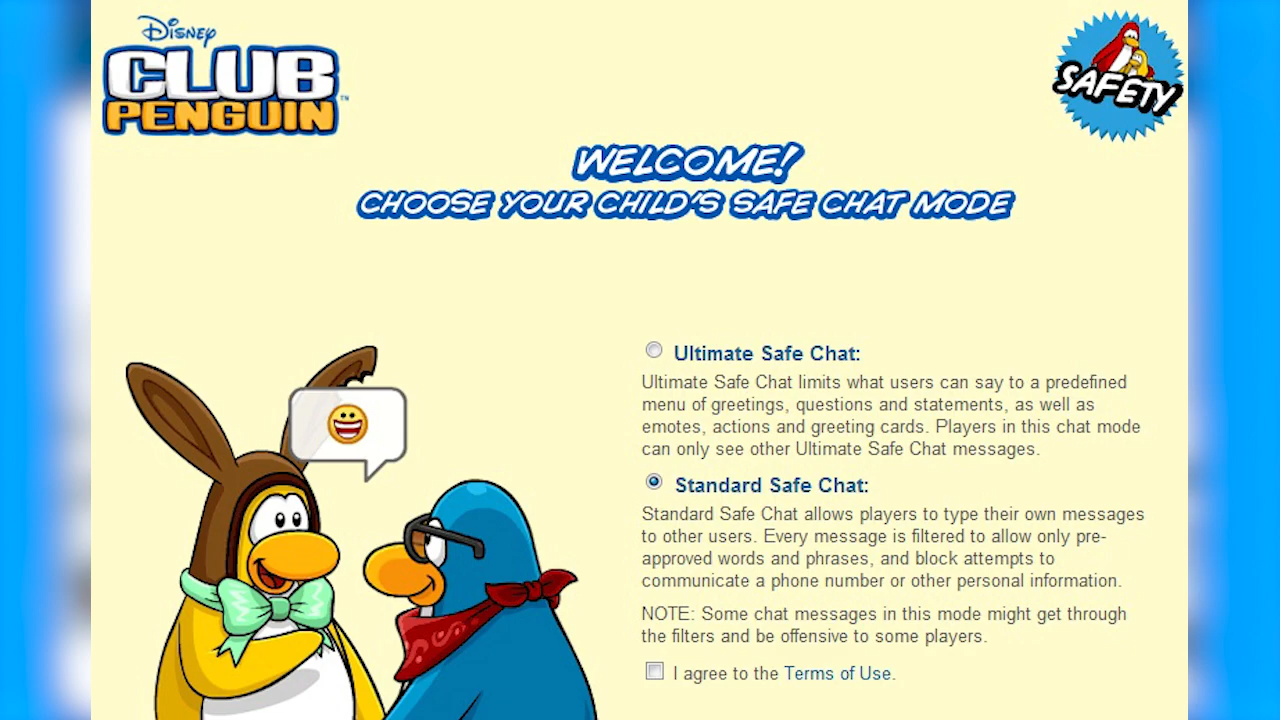 DISNEY
CLUB
PENGUIN™
SAFETY
WELCOME!
CHOOSE YOUR CHILD'S SAFE CHAT MODE
Ultimate Safe Chat:
Ultimate Safe Chat limits what users can say to a predefined
menu of greetings, questions and statements, as well as
emotes, actions and greeting cards. Players in this chat mode
can only see other Ultimate Safe Chat messages.
Standard Safe Chat:
Standard Safe Chat allows players to type their own messages
to other users. Every message is filtered to allow only pre-
approved words and phrases, and block attempts to
communicate a phone number or other personal information.
NOTE: Some chat messages in this mode might get through
the filters and be offensive to some players.
I agree to the Terms of Use.